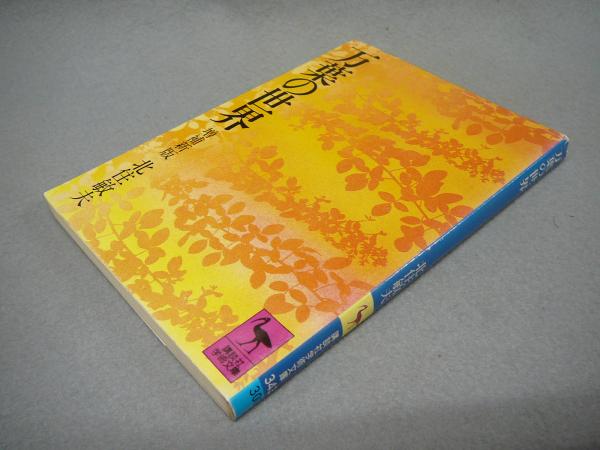 万葉の世界
増補新版
北住敏夫
講談社
学術文庫
万葉の世界
北住敏夫
講談社学術文庫